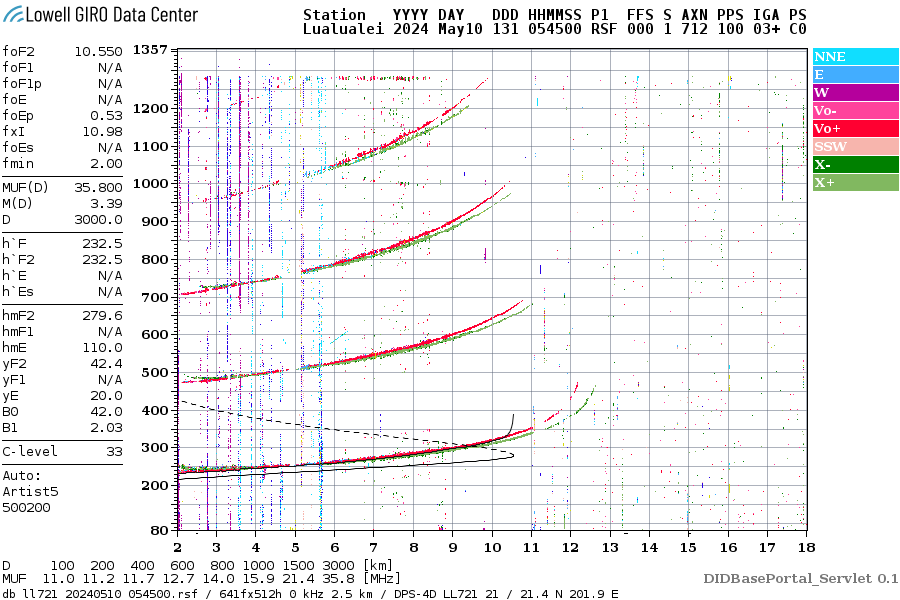 Lowell GIRO Data Center
Station YYYY DAY DDD HHMMSS P1 FFS S AXN PPS IGA PS
Lualualei 2024 May10 131 054500 RSF 000 1 712 100 03+ C0
foF2 10.550
foF1 N/A
foF1p N/A
foE N/A
foEp 0.53
fxI 10.98
foEs N/A
fmin 2.00
MUF(D) 35.800
M(D) 3.39
D 3000.0
h`F 232.5
h`F2 232.5
h`E N/A
h`Es N/A
hmF2 279.6
hmF1 N/A
hmE 110.0
yF2 42.4
yF1 N/A
yE 20.0
B0 42.0
B1 2.03
C-level 33
Auto:
Artist5
500200
1357
1200
1100
1000
900
800
700
600
500
400
300
200
80
2 3 4 5 6 7 8 9 10 11 12 13 14 15 16 17 18
NNE
E
W
Vo-
Vo+
SSW
X-
X+
D 100 200 400 600 800 1000 1500 3000 [km]
MUF 11.0 11.2 11.7 12.7 14.0 15.9 21.4 35.8 [MHz]
DIDBasePortal_Servlet 0.1
db ll721 20240510 054500.rsf / 641fx512h 0 kHz 2.5 km / DPS-4D LL721 21 / 21.4 N 201.9 E